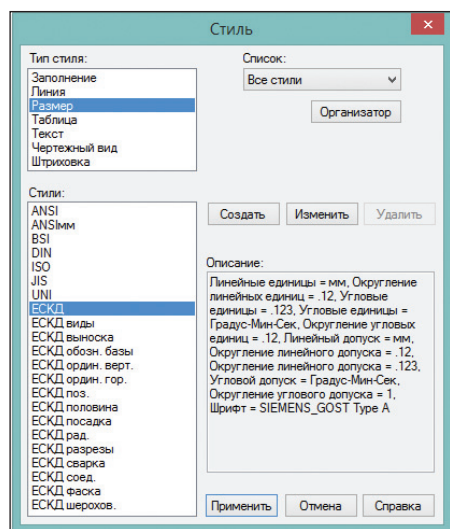 Стиль
Тип стиля:
Заполнение
Линия
Размер
Таблица
Текст
Чертежный вид
Штриховка
Список:
Все стили
Организатор
Стили:
ANSI
ANSIмм
BSI
DIN
ISO
JIS
UNI
ЕСКД
ЕСКД виды
ЕСКД выноска
ЕСКД обозн. базы
ЕСКД ордин. верт.
ЕСКД ордин. гор.
ЕСКД поз.
ЕСКД половина
ЕСКД посадка
ЕСКД рад.
ЕСКД разрезы
ЕСКД сварка
ЕСКД соед.
ЕСКД фаска
ЕСКД шерохов.
Создать
Изменить
Удалить
Описание:
Линейные единицы = мм, Округление
линейных единиц = .12, Угловые
единицы = .123, Угловые единицы =
Градус-Мин-Сек, Округление угловых
единиц = .12, Линейный допуск = мм,
Округление линейного допуска = .12,
Округление линейного допуска = .123,
Угловой допуск = Градус-Мин-Сек,
Округление углового допуска = 1,
Шрифт = SIEMENS_GOST Type A
Применить
Отмена
Справка